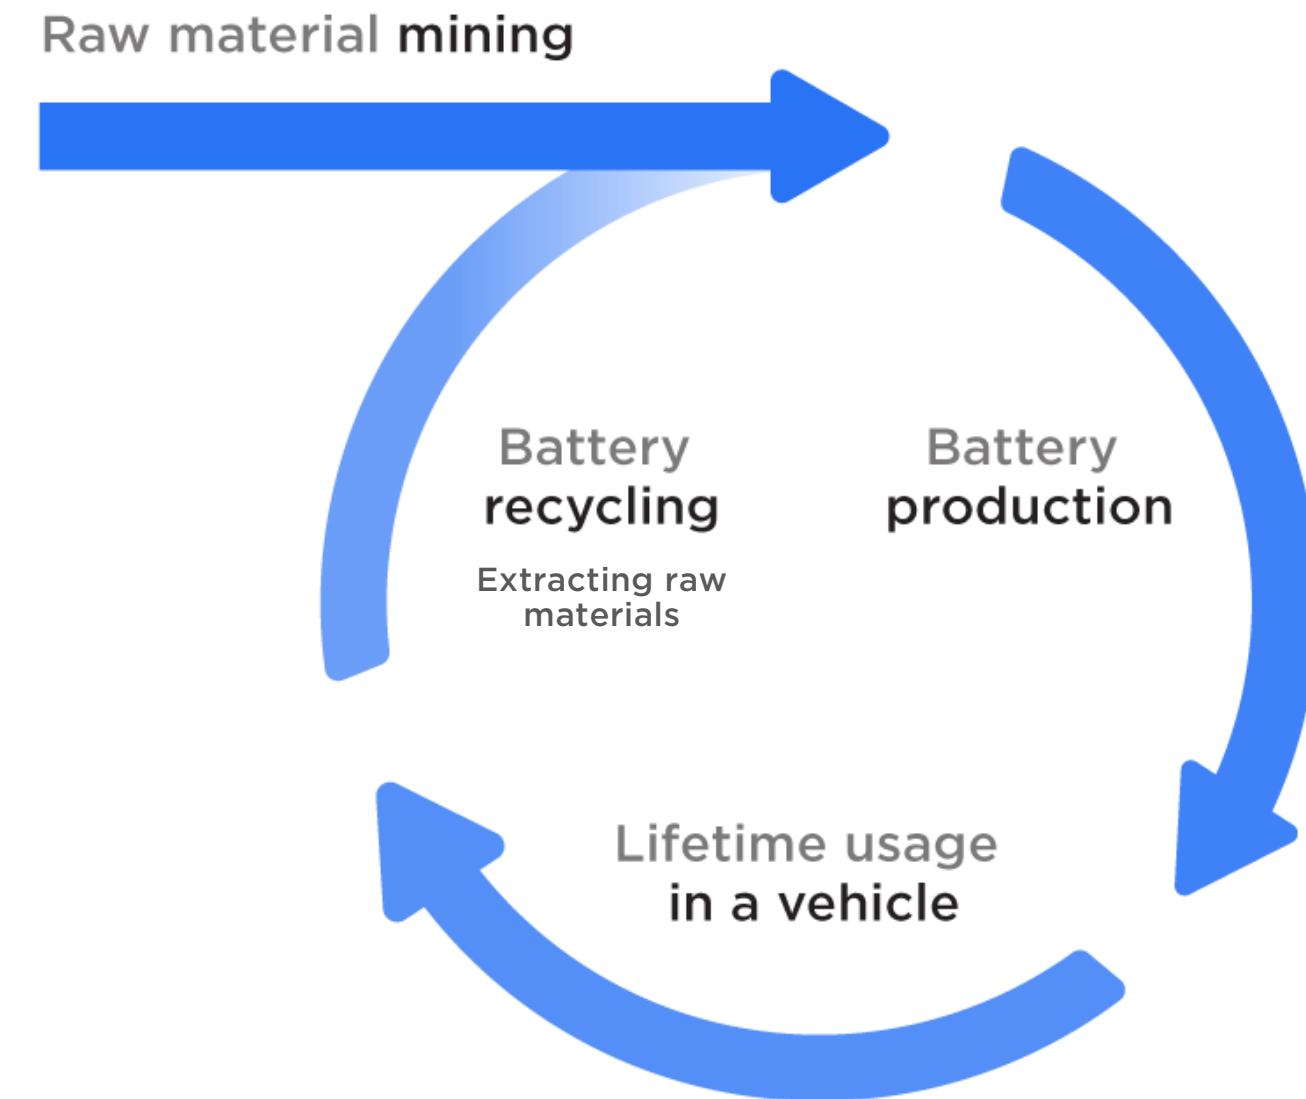 Raw material mining
Battery
recycling
Extracting raw
materials
Battery
production
Lifetime usage
in a vehicle